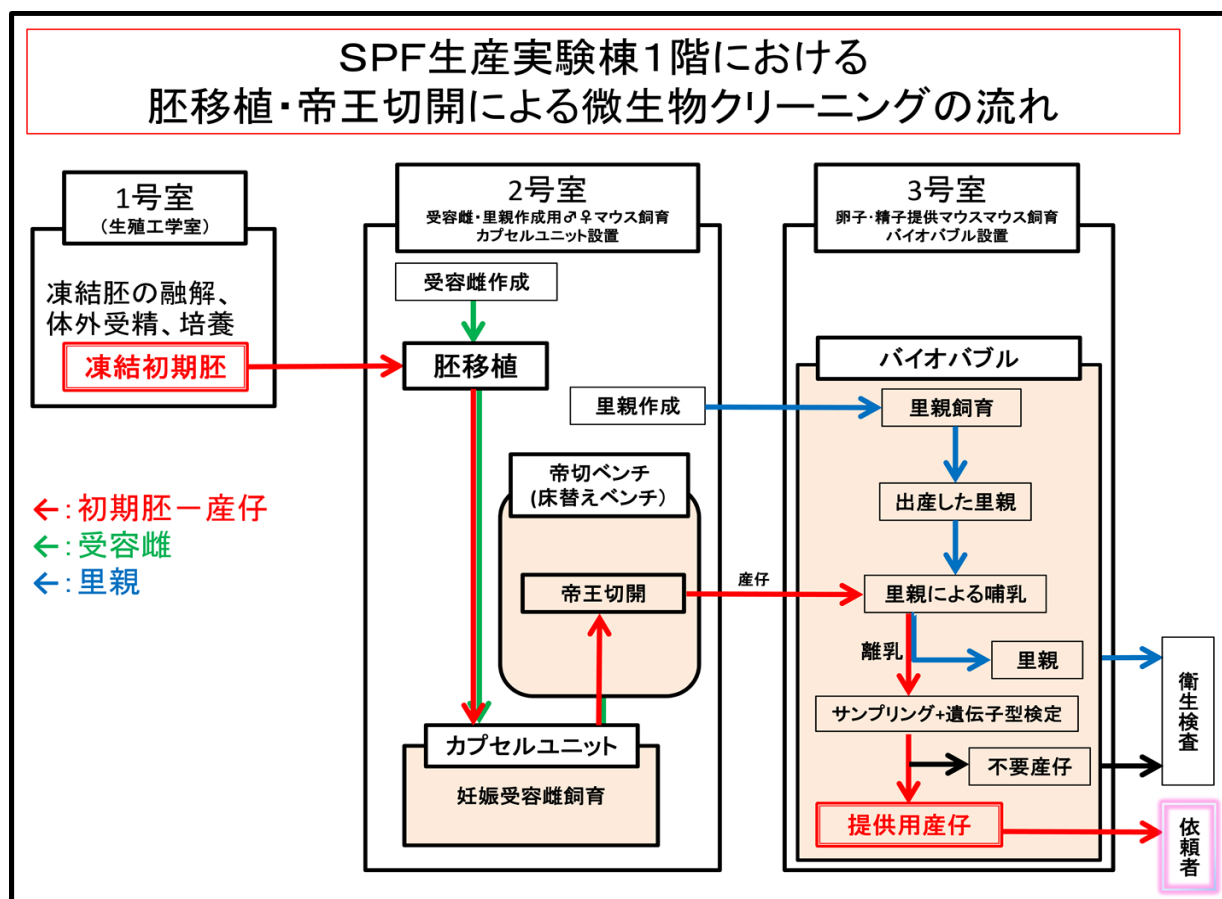 SPF生産実験棟1階における
胚移植・帝王切開による微生物クリーニングの流れ
1号室
(生殖工学室)
凍結胚の融解、
体外受精、培養
凍結初期胚
←:初期胚－産仔
←:受容雌
←:里親
2号室
受容雌・里親作成用♂♀マウス飼育
カプセルユニット設置
受容雌作成
胚移植
里親作成
帝切ベンチ
(床替えベンチ)
帝王切開
カプセルユニット
妊娠受容雌飼育
産仔
3号室
卵子・精子提供マウスマウス飼育
バイオバブル設置
バイオバブル
里親飼育
出産した里親
里親による哺乳
離乳
里親
サンプリング+遺伝子型検定
不要産仔
提供用産仔
衛生検査
依頼者